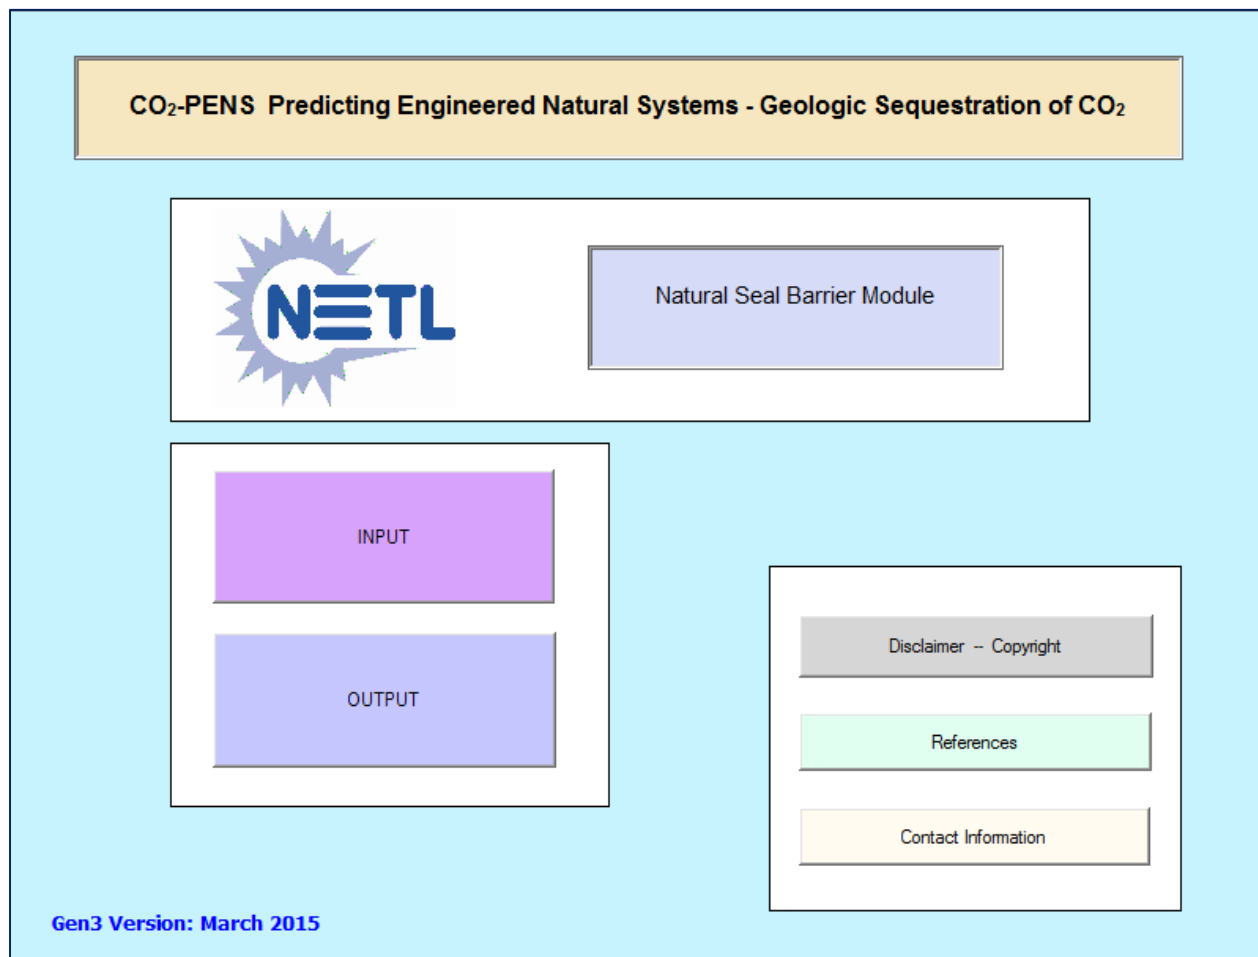 CO₂-PENS Predicting Engineered Natural Systems - Geologic Sequestration of CO₂
NETL
Natural Seal Barrier Module
INPUT
OUTPUT
Disclaimer -- Copyright
References
Contact Information
Gen3 Version: March 2015